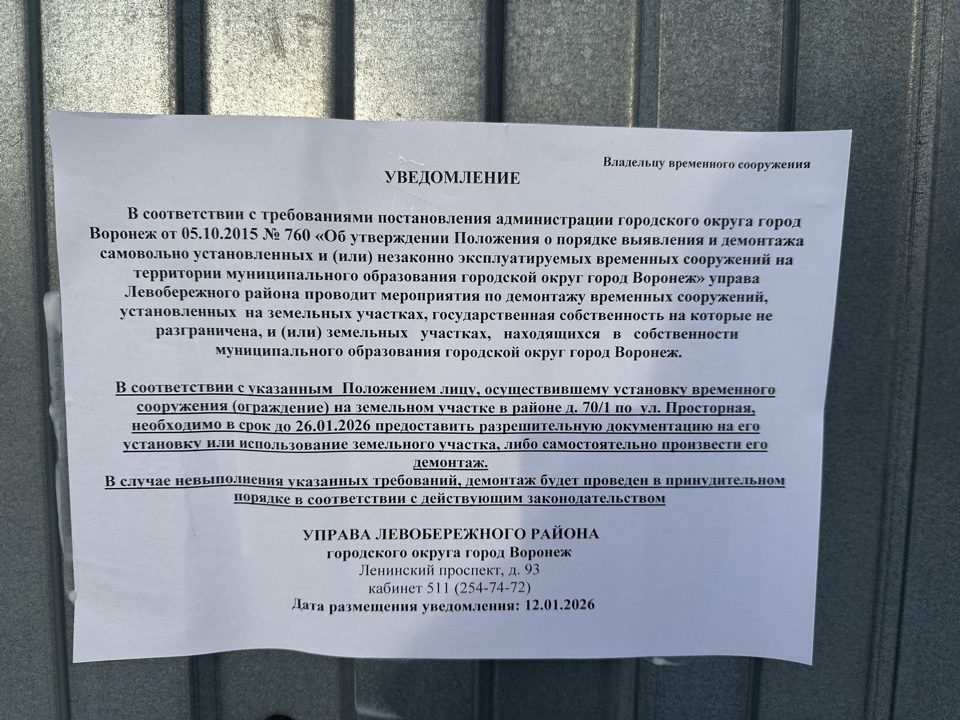 Владельцу временного сооружения
УВЕДОМЛЕНИЕ
В соответствии с требованиями постановления администрации городского округа город
Воронеж от 05.10.2015 № 760 «Об утверждении Положения о порядке выявления и демонтажа
самовольно установленных и (или) незаконно эксплуатируемых временных сооружений на
территории муниципального образования городской округ город Воронеж» управа
Левобережного района проводит мероприятия по демонтажу временных сооружений,
установленных на земельных участках, государственная собственность на которые не
разграничена, и (или) земельных участках, находящихся в собственности
муниципального образования городской округ город Воронеж.
В соответствии с указанным Положением лицу, осуществившему установку временного
сооружения (ограждение) на земельном участке в районе д. 70/1 по ул. Просторная,
необходимо в срок до 26.01.2026 предоставить разрешительную документацию на его
установку или использование земельного участка, либо самостоятельно произвести его
демонтаж.
В случае невыполнения указанных требований, демонтаж будет проведен в принудительном
порядке в соответствии с действующим законодательством
УПРАВА ЛЕВОБЕРЕЖНОГО РАЙОНА
городского округа город Воронеж
Ленинский проспект, д. 93
кабинет 511 (254-74-72)
Дата размещения уведомления: 12.01.2026